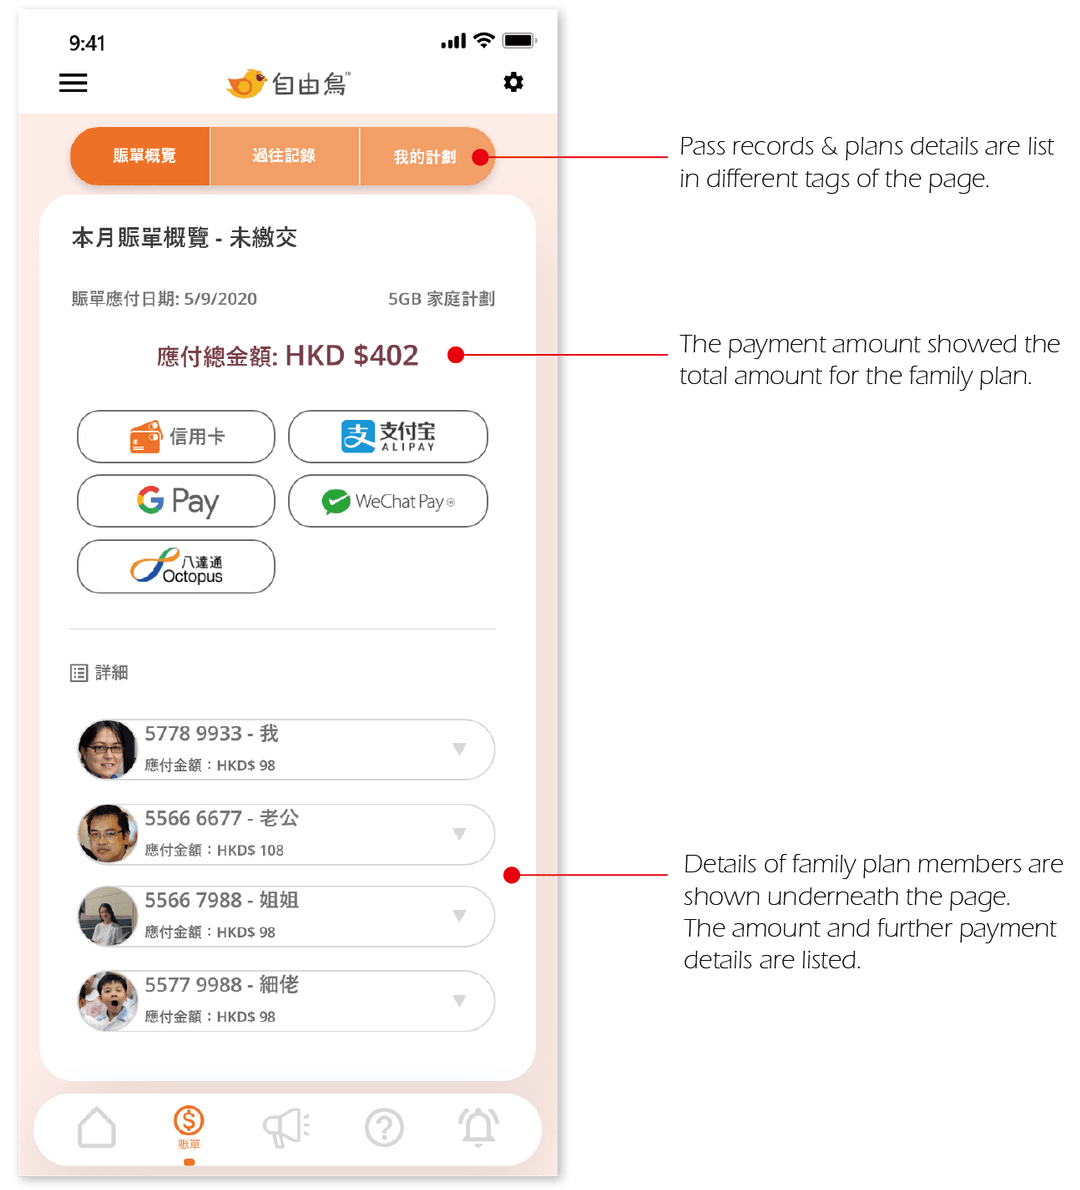 9:41
自由鳥™
賬單概覽
過往記錄
我的計劃
Pass records & plans details are list
in different tags of the page.
本月賬單概覽 - 未繳交
賬單應付日期: 5/9/2020
5GB 家庭計劃
應付總金額: HKD $402
The payment amount showed the
total amount for the family plan.
信用卡
支付宝
ALIPAY
G Pay
WeChat Pay
八達通
Octopus
詳細
5778 9933 - 我
應付金額：HKD$ 98
5566 6677 - 老公
應付金額：HKD$ 108
5566 7988 - 姐姐
應付金額：HKD$ 98
5577 9988 - 細佬
應付金額：HKD$ 98
Details of family plan members are
shown underneath the page.
The amount and further payment
details are listed.
賬單